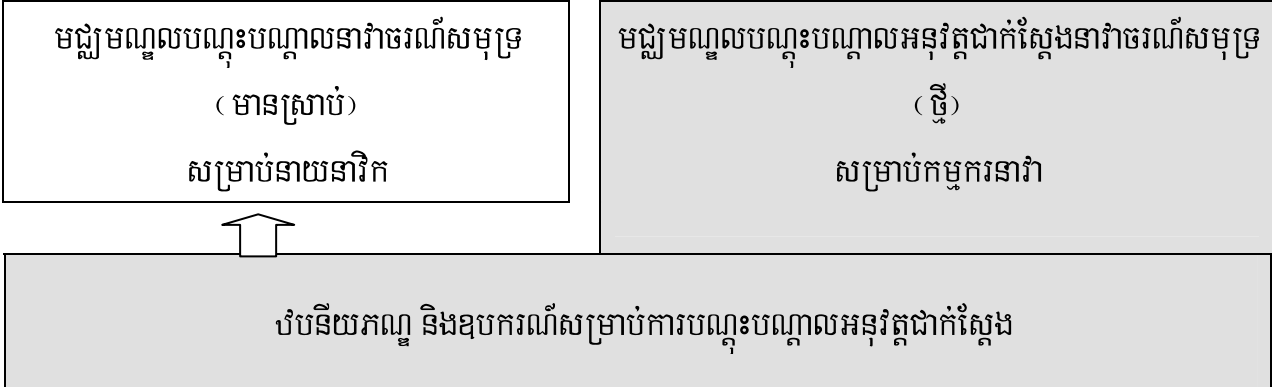 មជ្ឈមណ្ឌលបណ្តុះបណ្តាលនាវាចរណ៍សមុទ្រ
(មានស្រាប់)
សម្រាប់នាយនាវិក
មជ្ឈមណ្ឌលបណ្តុះបណ្តាលអនុវត្តជាក់ស្តែងនាវាចរណ៍សមុទ្រ
(ថ្មី)
សម្រាប់កម្មករនាវា
ឋបនីយភណ្ឌ និងឧបករណ៍សម្រាប់ការបណ្តុះបណ្តាលអនុវត្តជាក់ស្តែង